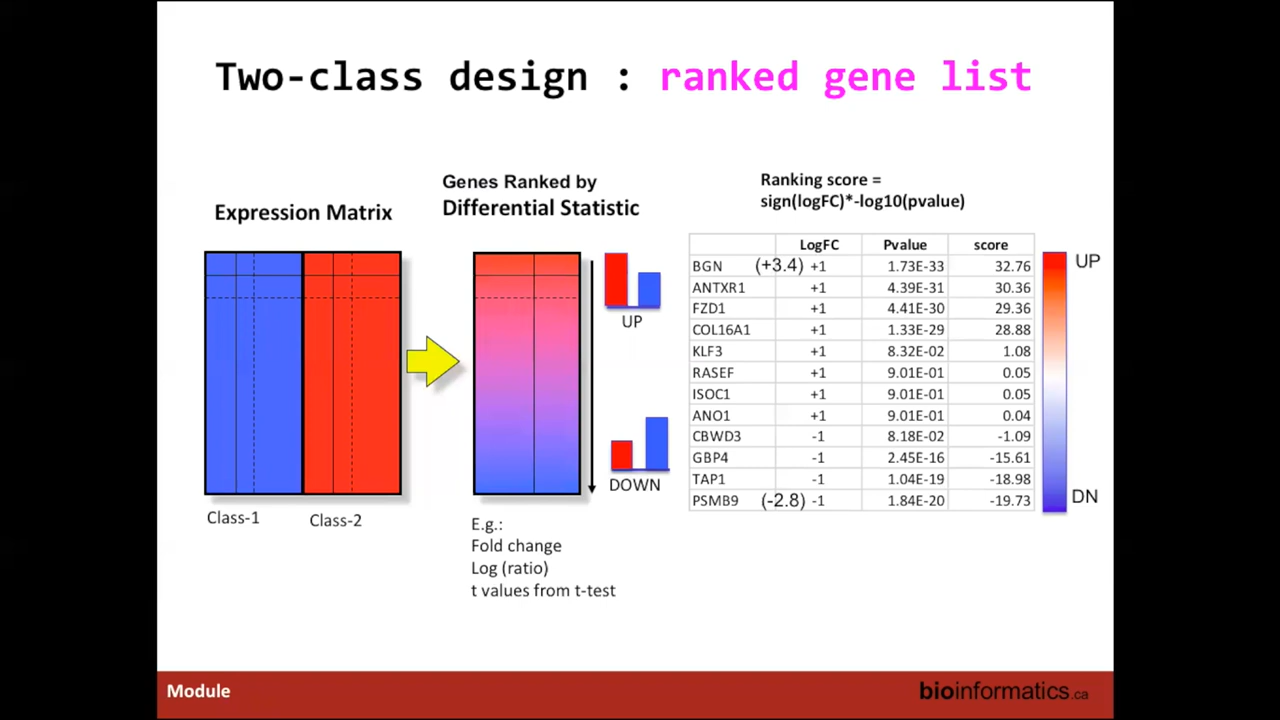 Two-class design : ranked gene list
Expression Matrix
Class-1
Class-2
Genes Ranked by
Differential Statistic
UP
DOWN
E.g.:
Fold change
Log (ratio)
t values from t-test
Ranking score =
sign(logFC)*-log10(pvalue)
LogFC Pvalue score
BGN (+3.4) +1 1.73E-33 32.76
ANTXR1 +1 4.39E-31 30.36
FZD1 +1 4.41E-30 29.36
COL16A1 +1 1.33E-29 28.88
KLF3 +1 8.32E-02 1.08
RASEF +1 9.01E-01 0.05
ISOC1 +1 9.01E-01 0.05
ANO1 +1 9.01E-01 0.04
CBWD3 -1 8.18E-02 -1.09
GBP4 -1 2.45E-16 -15.61
TAP1 -1 1.04E-19 -18.98
PSMB9 (-2.8) -1 1.84E-20 -19.73
UP
DN
Module
bioinformatics.ca